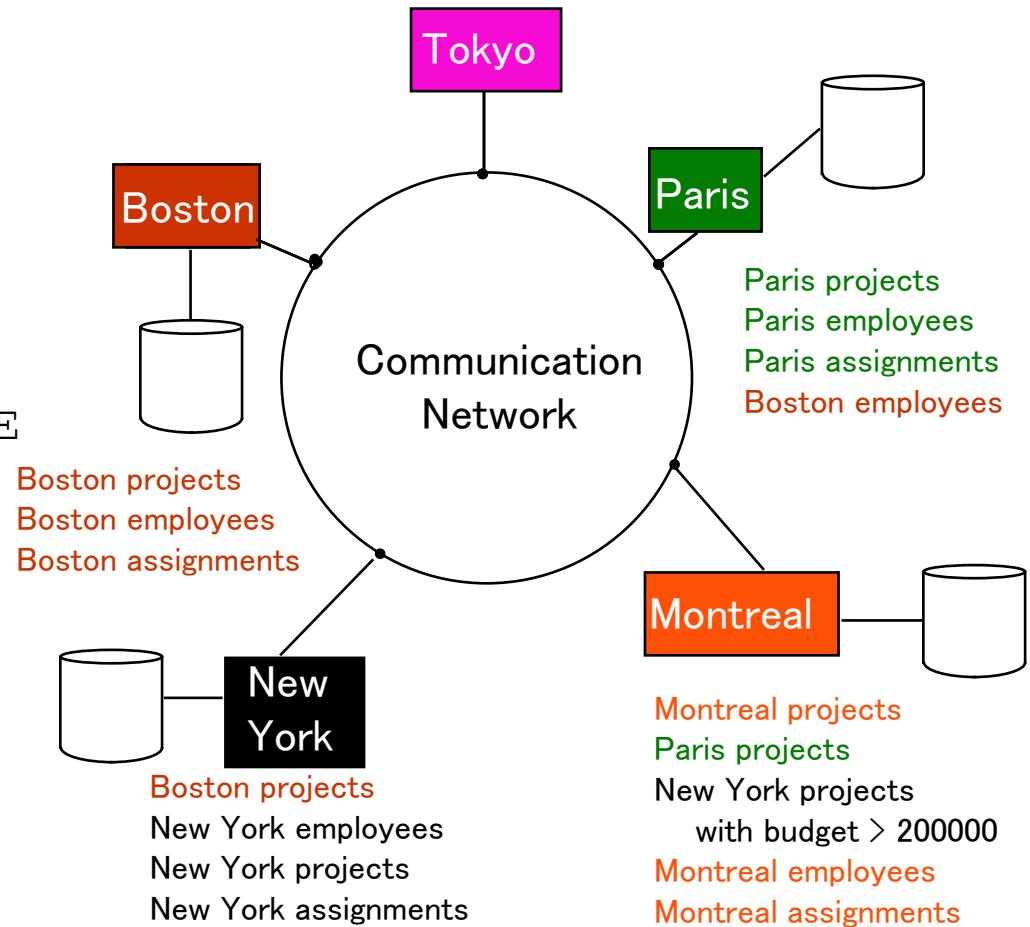 Tokyo
Boston
Paris
Paris projects
Paris employees
Paris assignments
Boston employees
Communication
Network
E
Boston projects
Boston employees
Boston assignments
Montreal
New
York
Montreal projects
Paris projects
New York projects
with budget > 200000
Montreal employees
Montreal assignments
Boston projects
New York employees
New York projects
New York assignments